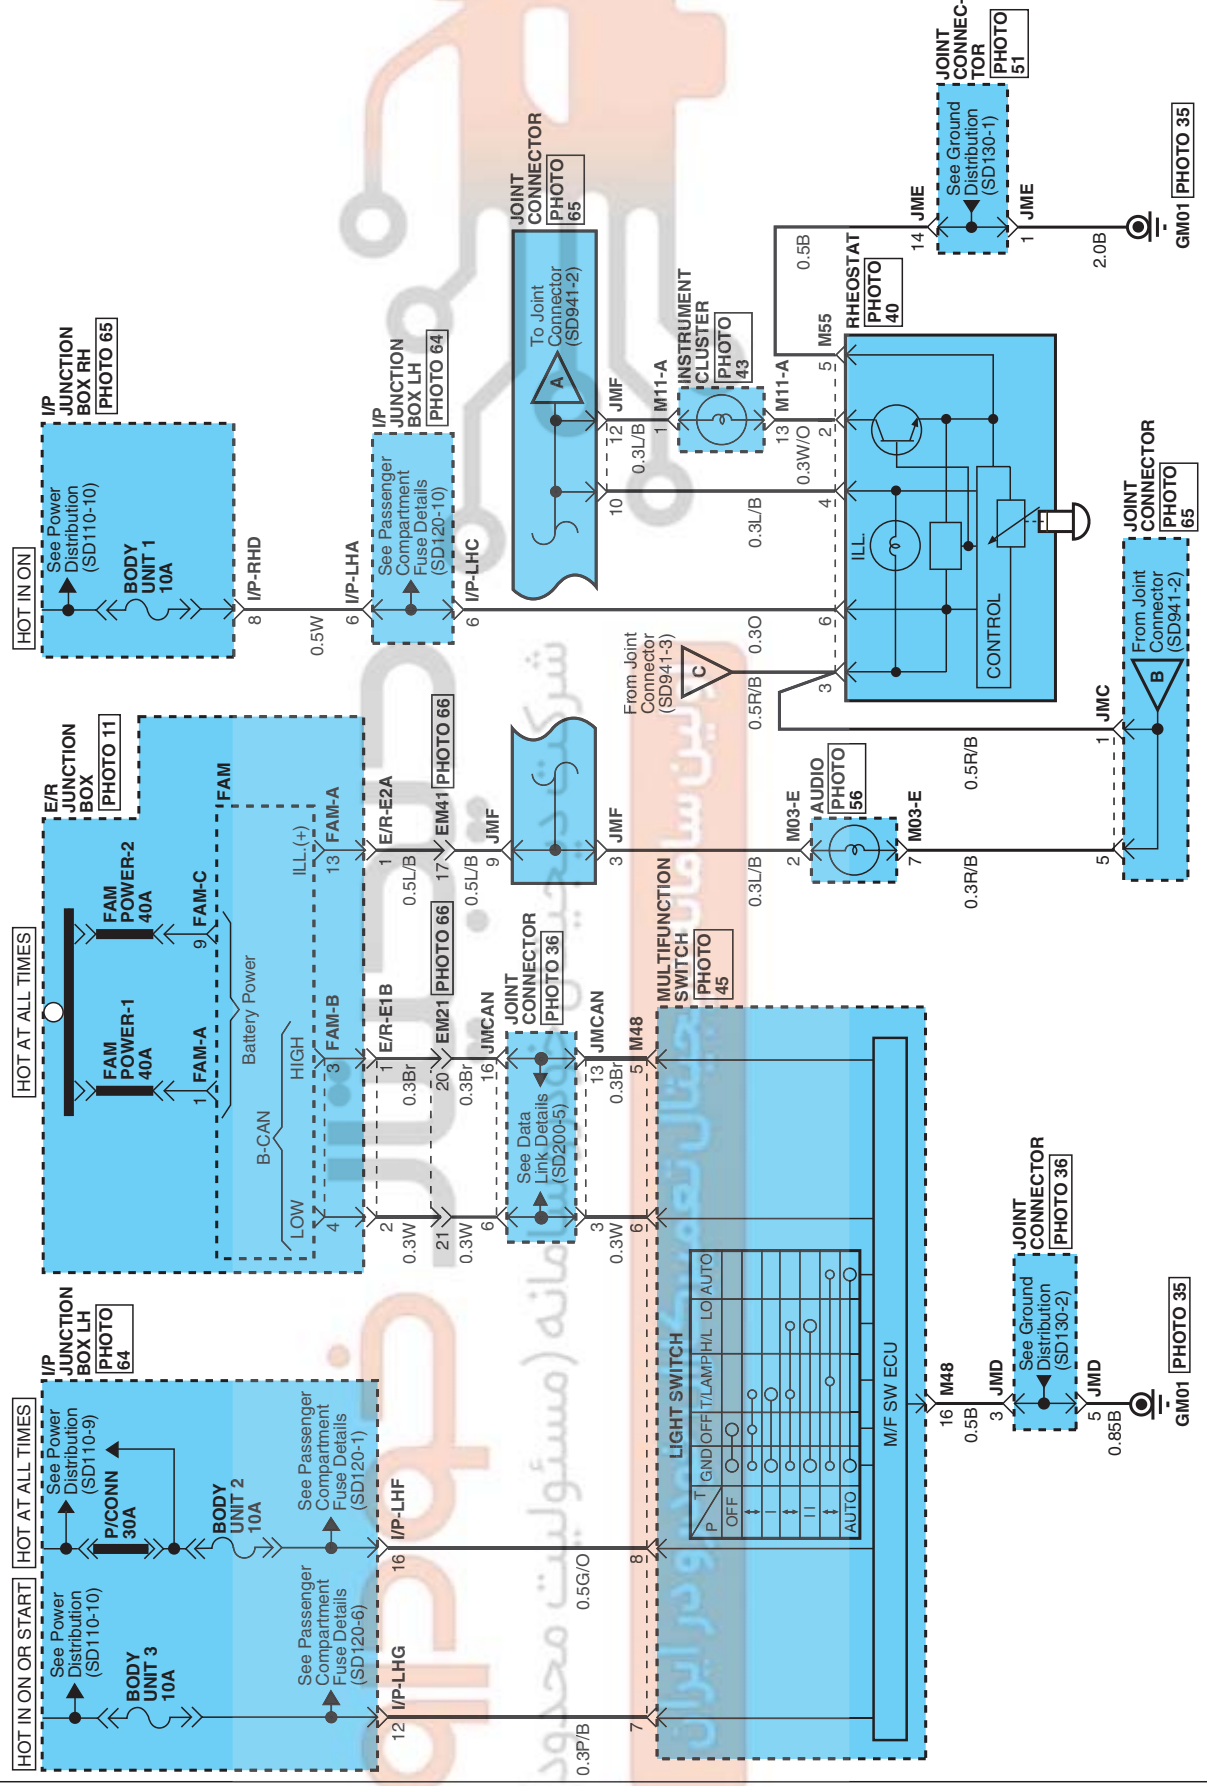 HOT IN ON OR START
HOT AT ALL TIMES
HOT AT ALL TIMES
HOT IN ON
See Power
Distribution
(SD110-10)
BODY
UNIT 3
10A
See Passenger
Compartment
Fuse Details
(SD120-6)
See Power
Distribution
(SD110-9)
P/CONN
30A
BODY
UNIT 2
10A
See Passenger
Compartment
Fuse Details
(SD120-1)
I/P
JUNCTION
BOX LH
PHOTO
64
12 I/P-LHG
0.3P/B
7
16 I/P-LHF
0.5G/O
8
E/R
JUNCTION
BOX
PHOTO 11
FAM
POWER-1
40A
FAM
POWER-2
40A
1 FAM-A
9 FAM-C
FAM
Battery Power
B-CAN
LOW
HIGH
ILL.(+)
4
3 FAM-B
13 FAM-A
2
1 E/R-E1B
1 E/R-E2A
0.3W
0.3Br
0.5L/B
21
20 EM21 PHOTO 66
17 EM41 PHOTO 66
0.3W
0.3Br
0.5L/B
6
16 JMCAN
9 JMF
See Data
Link Details
(SD200-5)
JOINT
CONNECTOR
PHOTO 36
3
13 JMCAN
0.3W
0.3Br
6
5 M48
MULTIFUNCTION
SWITCH
PHOTO
45
LIGHT SWITCH
P T GND OFF T/LAMP H/L LO AUTO
OFF
I
II
AUTO
M/F SW ECU
16 M48
0.5B
3 JMD
See Ground
Distribution
(SD130-2)
JOINT
CONNECTOR
PHOTO 36
5 JMD
0.85B
GM01 PHOTO 35
3 JMF
0.3L/B
2 M03-E
AUDIO
PHOTO
56
7 M03-E
0.3R/B
5
1 JMC
From Joint
Connector
(SD941-2)
B
JOINT
CONNECTOR
PHOTO
65
See Power
Distribution
(SD110-10)
BODY
UNIT 1
10A
I/P
JUNCTION
BOX RH
PHOTO 65
8 I/P-RHD
0.5W
6 I/P-LHA
See Passenger
Compartment
Fuse Details
(SD120-10)
I/P
JUNCTION
BOX LH
PHOTO 64
6 I/P-LHC
To Joint
Connector
(SD941-2)
A
JOINT
CONNECTOR
PHOTO
65
10
12 JMF
0.3L/B
1 M11-A
INSTRUMENT
CLUSTER
PHOTO
43
13 M11-A
0.3W/O
From Joint
Connector
(SD941-3)
C
0.5R/B
0.3O
0.3L/B
0.5R/B
3
6
4
2
5 M55
RHEOSTAT
PHOTO
40
ILL.
CONTROL
0.5B
14 JME
See Ground
Distribution
(SD130-1)
JOINT
CONNEC-
TOR
PHOTO
51
1 JME
2.0B
GM01 PHOTO 35